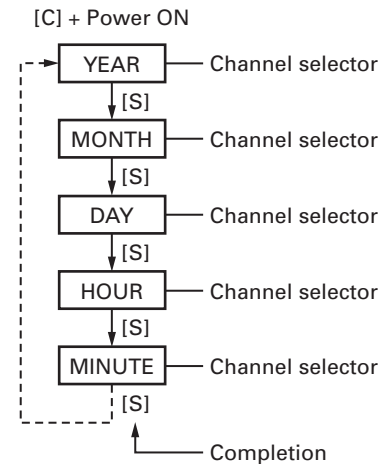 [C] + Power ON
YEAR Channel selector
[S]
MONTH Channel selector
[S]
DAY Channel selector
[S]
HOUR Channel selector
[S]
MINUTE Channel selector
[S]
Completion